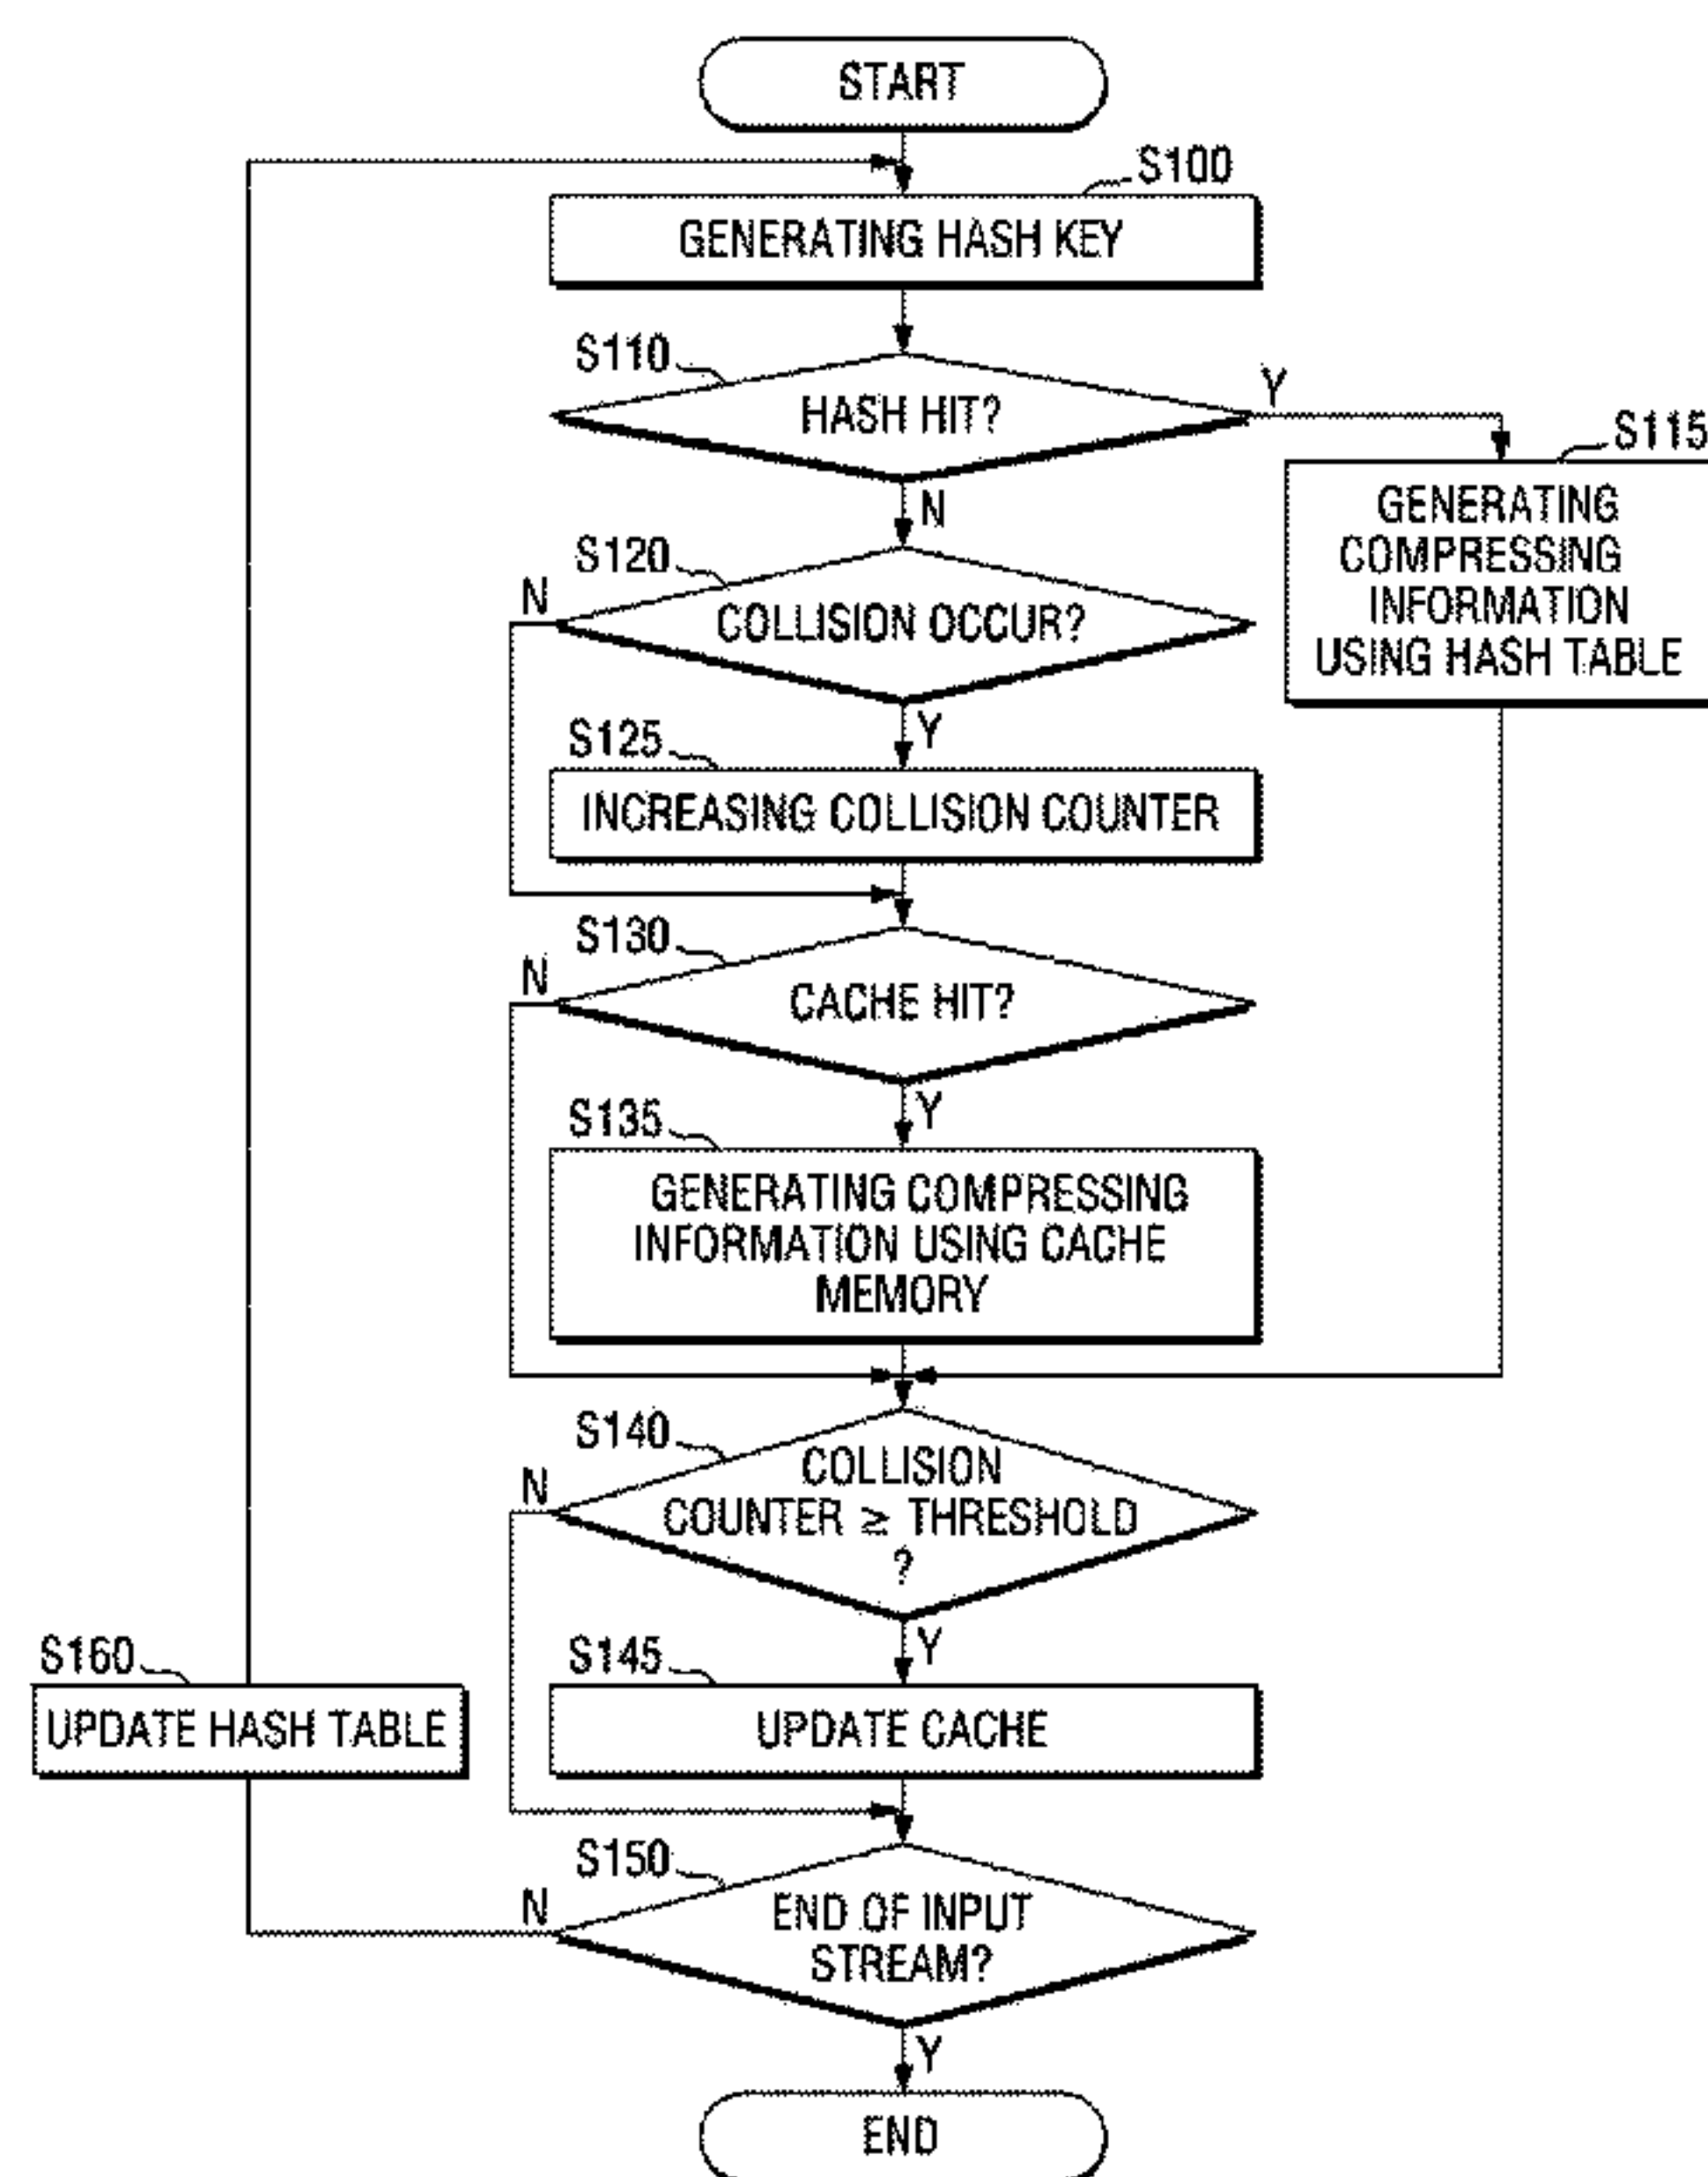 START
S100
GENERATING HASH KEY
S110
HASH HIT?
Y
N
S115
GENERATING
COMPRESSING
INFORMATION
USING HASH TABLE
S120
N
COLLISION OCCUR?
Y
S125
INCREASING COLLISION COUNTER
S130
N
CACHE HIT?
Y
S135
GENERATING COMPRESSING
INFORMATION USING CACHE
MEMORY
S140
N
COLLISION
COUNTER ≥ THRESHOLD
?
Y
S160
UPDATE HASH TABLE
S145
UPDATE CACHE
S150
N
END OF INPUT
STREAM?
Y
END